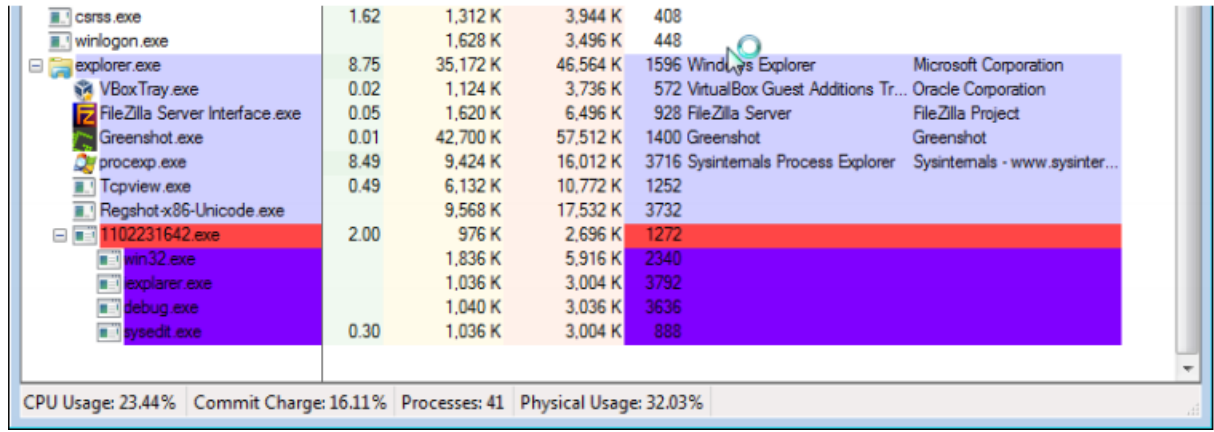 csrss.exe 1.62 1,312 K 3,944 K 408
winlogon.exe 1,628 K 3,496 K 448
explorer.exe 8.75 35,172 K 46,564 K 1596 Windows Explorer Microsoft Corporation
VBoxTray.exe 0.02 1,124 K 3,736 K 572 VirtualBox Guest Additions Tr... Oracle Corporation
FileZilla Server Interface.exe 0.05 1,620 K 6,496 K 928 FileZilla Server FileZilla Project
Greenshot.exe 0.01 42,700 K 57,512 K 1400 Greenshot Greenshot
procexp.exe 8.49 9,424 K 16,012 K 3716 Sysinternals Process Explorer Sysinternals - www.sysinter...
Tcpview.exe 0.49 6,132 K 10,772 K 1252
Regshot-x86-Unicode.exe 9,568 K 17,532 K 3732
1102231642.exe 2.00 976 K 2,696 K 1272
win32.exe 1,836 K 5,916 K 2340
explarer.exe 1,036 K 3,004 K 3792
debug.exe 1,040 K 3,036 K 3636
sysedit.exe 0.30 1,036 K 3,004 K 888
CPU Usage: 23.44% Commit Charge: 16.11% Processes: 41 Physical Usage: 32.03%